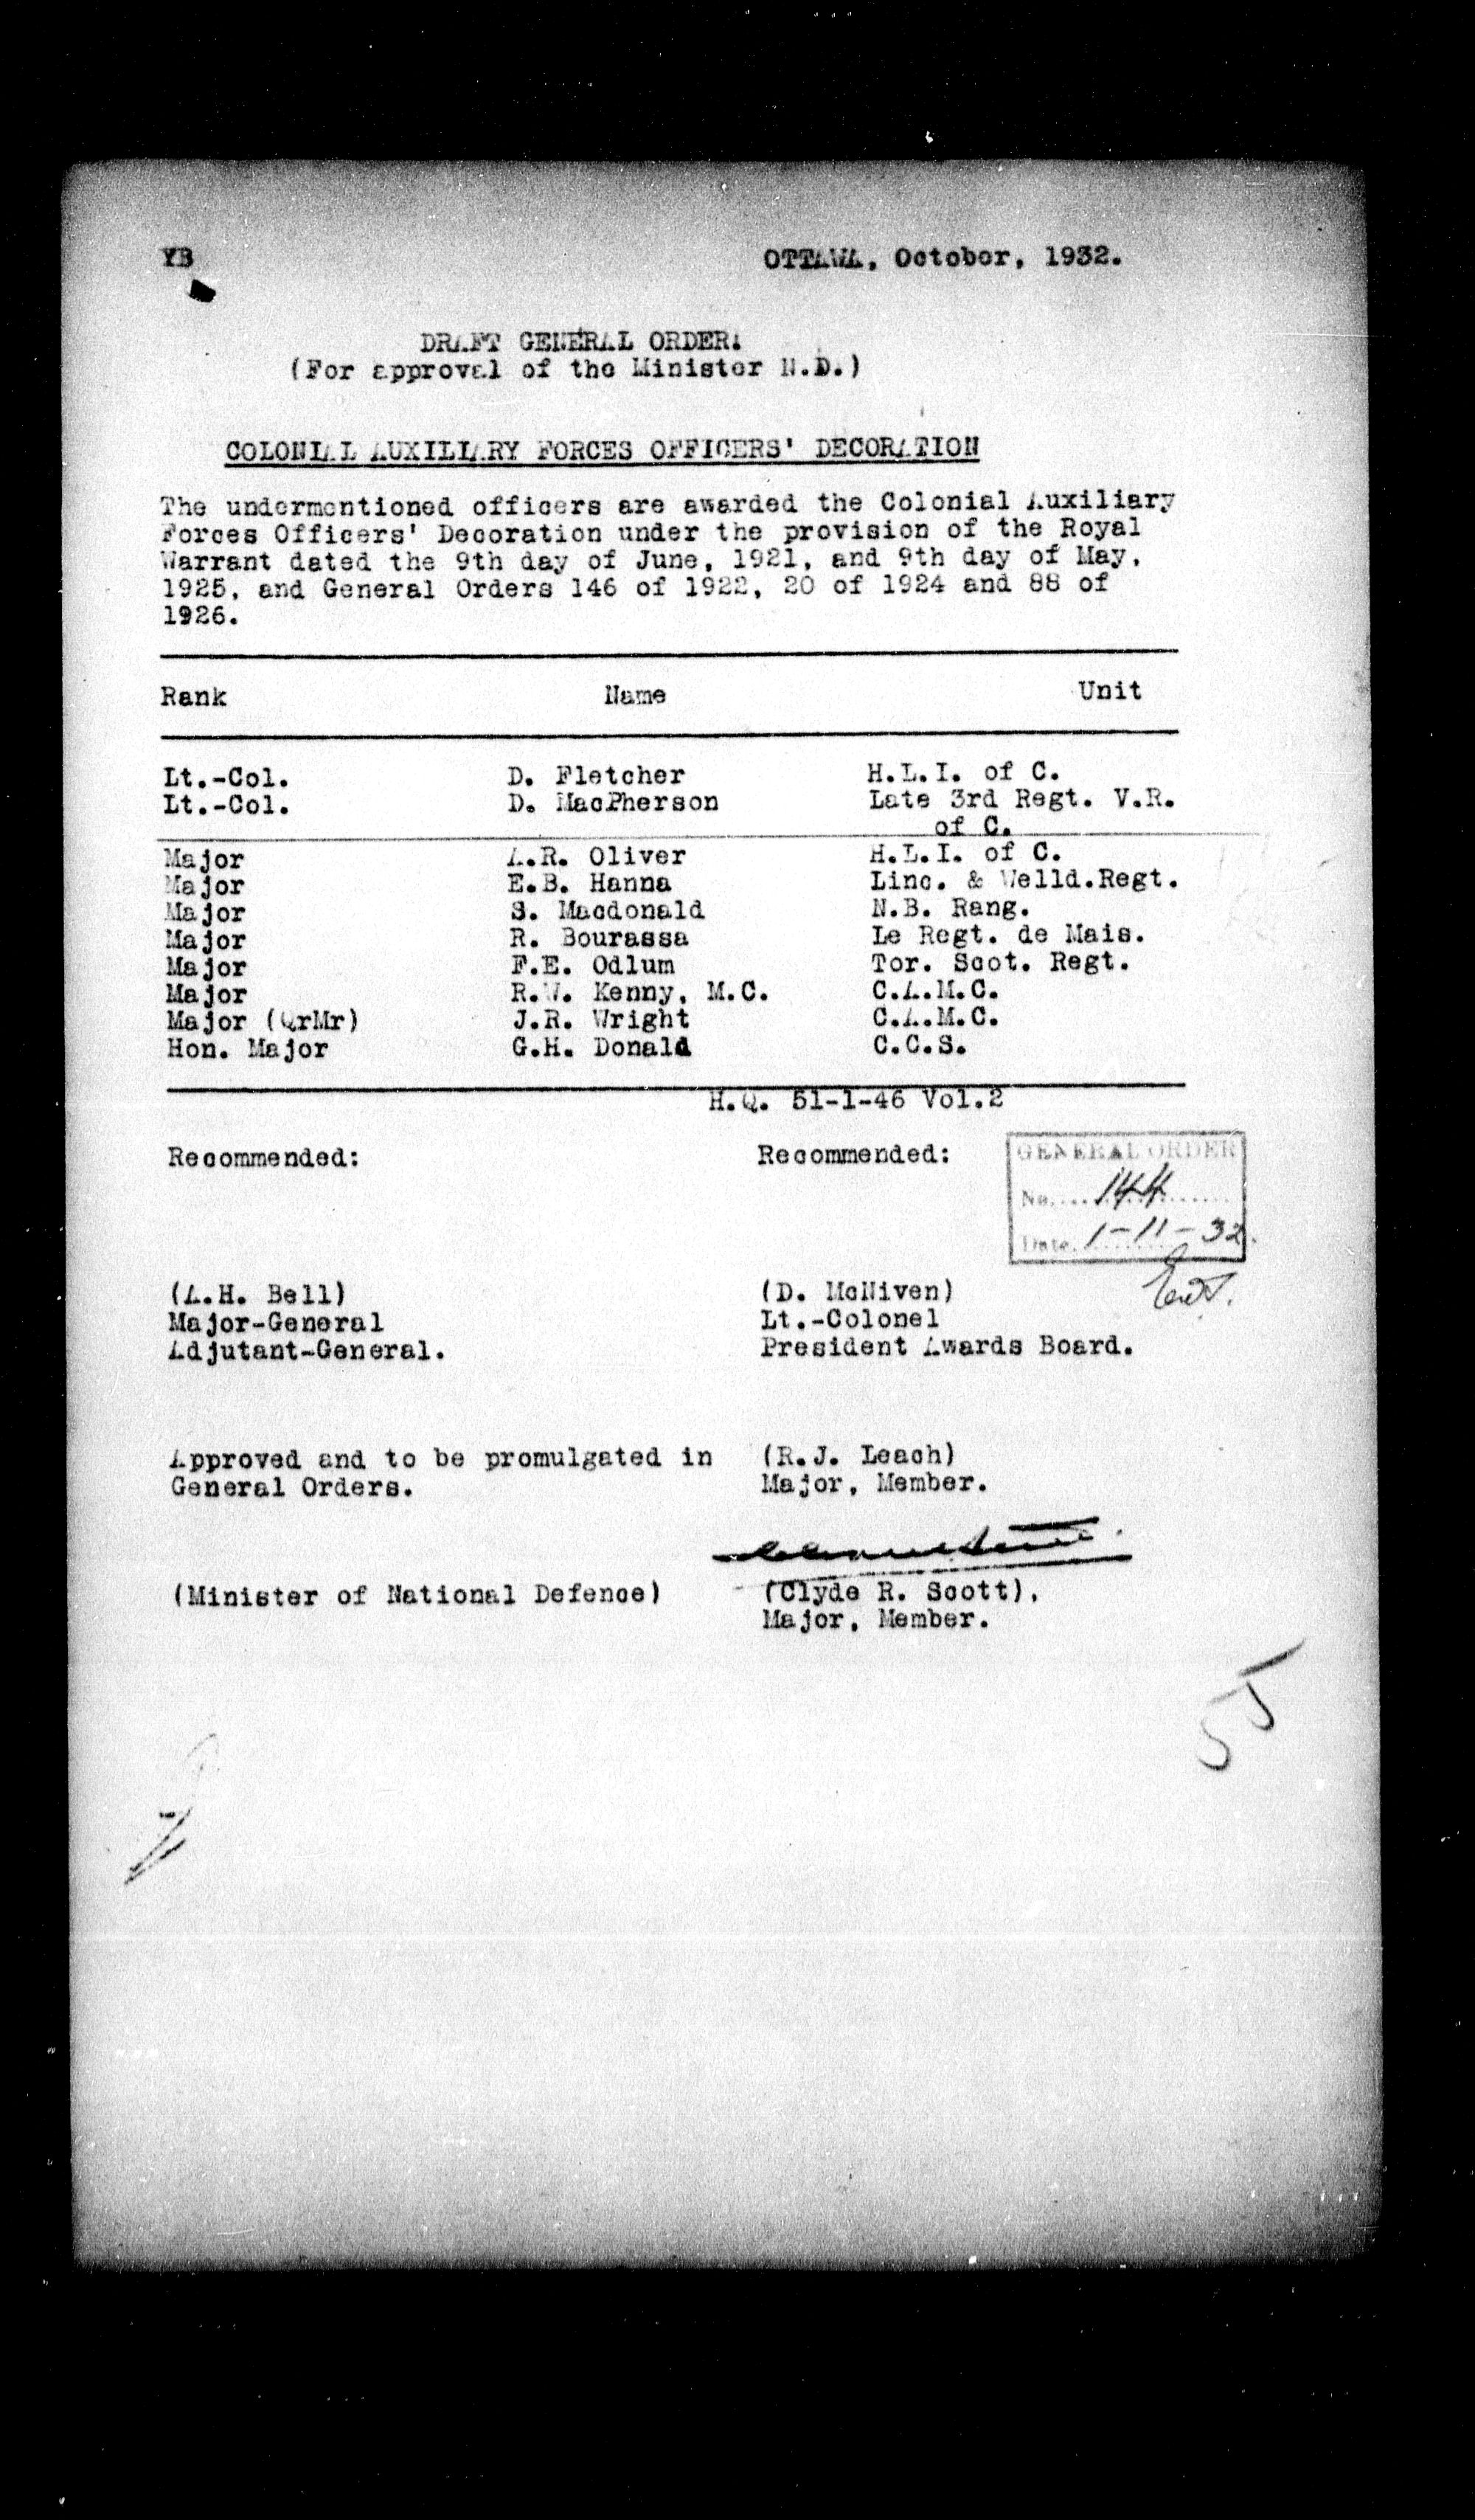 YB OTTAWA, October, 1932.
DRAFT GENERAL ORDER.
(For approval of the Minister N.D.)
COLONIAL AUXILIARY FORCES OFFICERS' DECORATION
The undermentioned officers are awarded the Colonial Auxiliary
Forces Officers' Decoration under the provision of the Royal
Warrant dated the 9th day of June, 1921, and 9th day of May,
1925, and General Orders 146 of 1922, 20 of 1924 and 88 of
1926.
Rank Name Unit
Lt.-Col. D. Fletcher H.L.I. of C.
Lt.-Col. D. MacPherson Late 3rd Regt. V.R.
of C.
Major A.R. Oliver H.L.I. of C.
Major E.B. Hanna Linc. & Welld.Regt.
Major S. Macdonald N.B. Rang.
Major R. Bourassa Le Regt. de Mais.
Major F.E. Odlum Tor. Scot. Regt.
Major R.W. Kenny, M.C. C.A.M.C.
Major (QrMr) J.R. Wright C.A.M.C.
Hon. Major G.H. Donald C.C.S.
H.Q. 51-1-46 Vol.2
Recommended: Recommended:
GENERAL ORDER
No. 144
Date. 1-11-32.
(A.H. Bell) (D. McNiven)
Major-General Lt.-Colonel
Adjutant-General. President Awards Board.
Approved and to be promulgated in (R.J. Leach)
General Orders. Major, Member.
(Minister of National Defence) (Clyde R. Scott),
Major, Member.
55